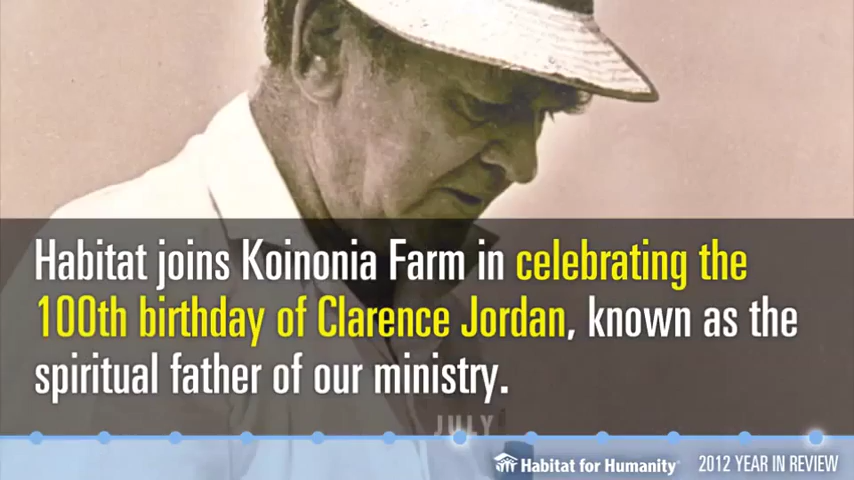 Habitat joins Koinonia Farm in celebrating the
100th birthday of Clarence Jordan, known as the
spiritual father of our ministry.
JULY
Habitat for Humanity® 2012 YEAR IN REVIEW